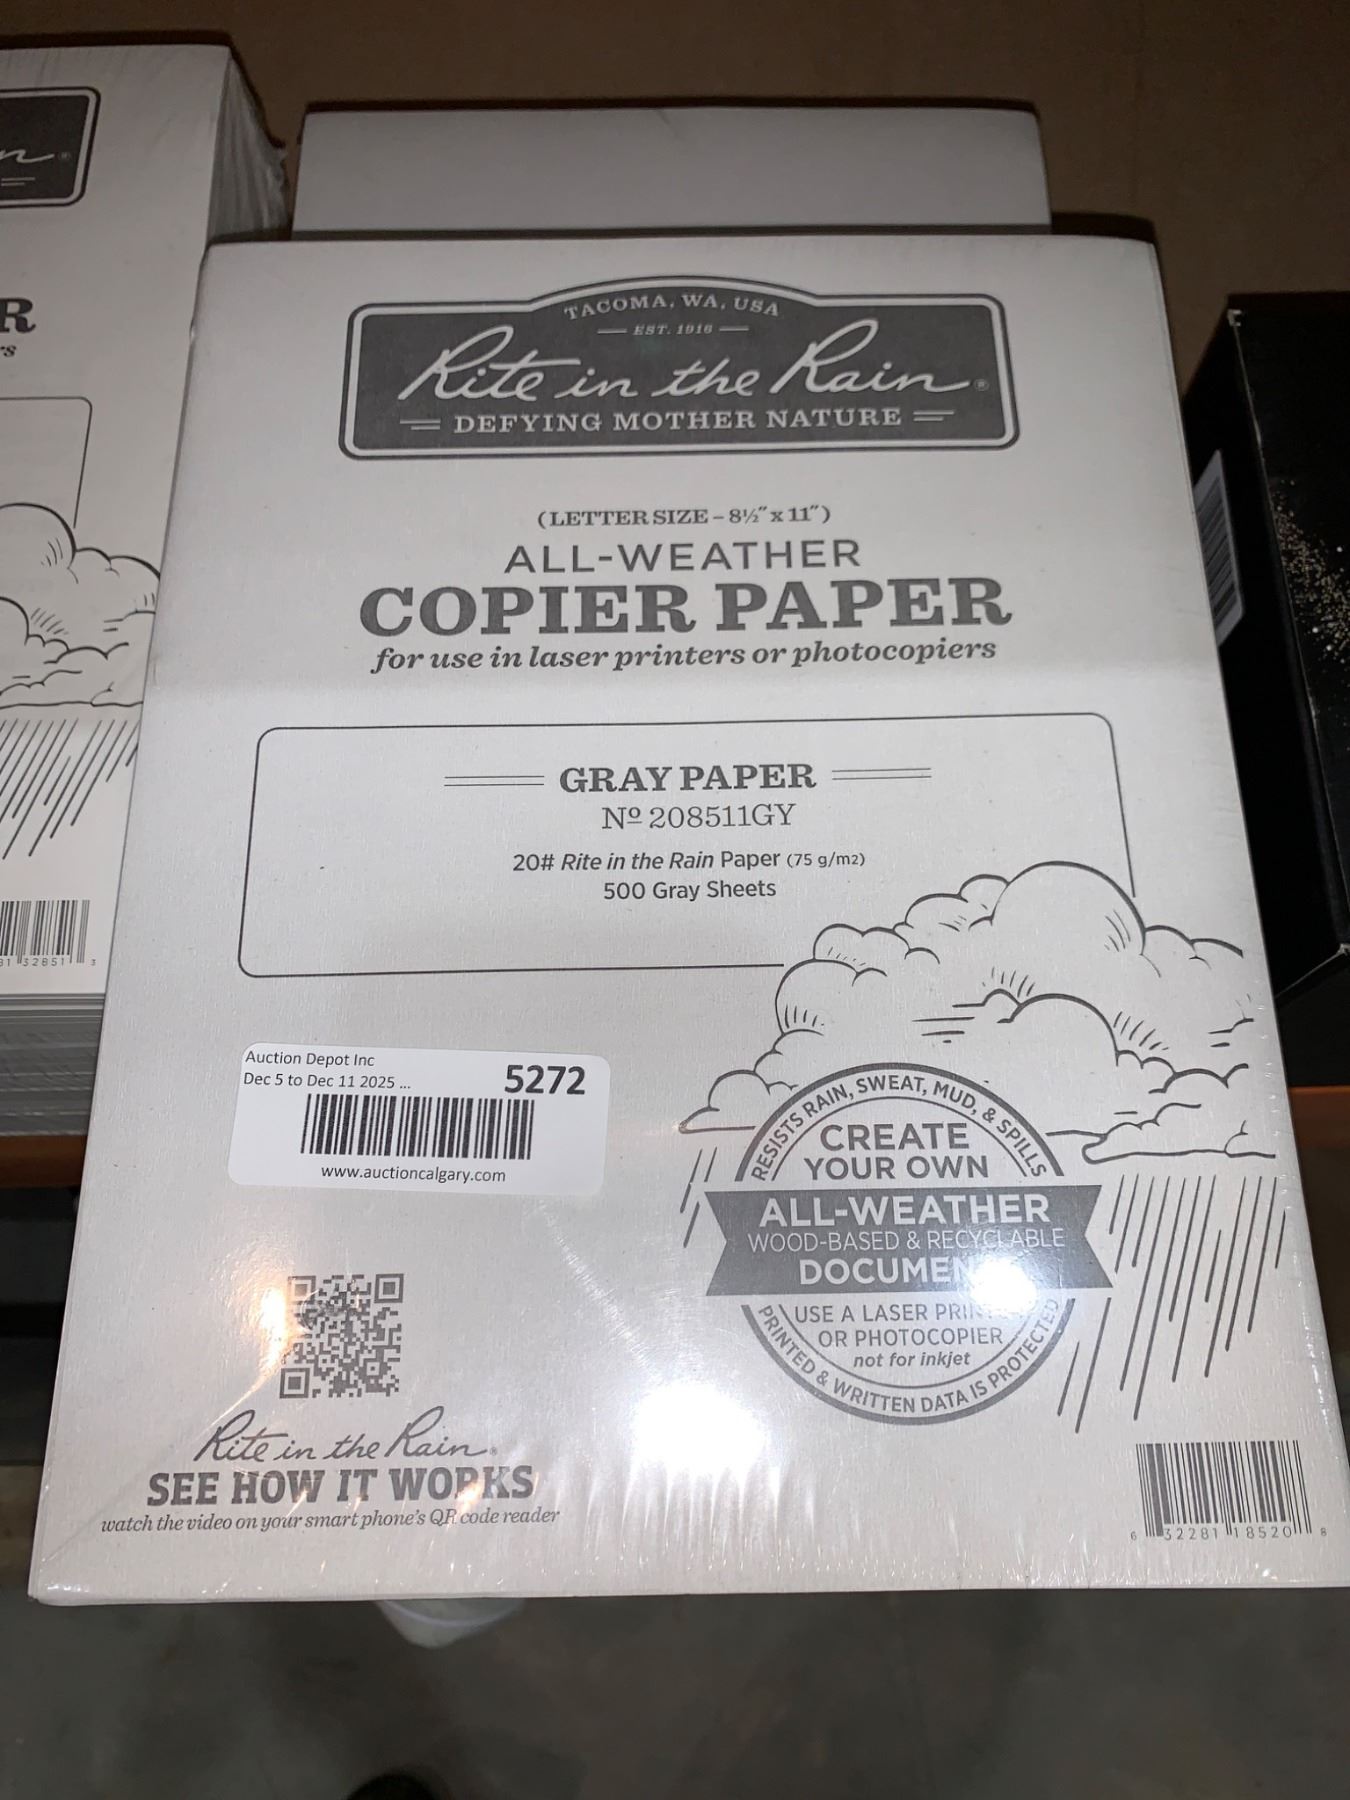 TACOMA, WA, USA
EST. 1916
Rite in the Rain®
DEFYING MOTHER NATURE
(LETTER SIZE – 8½" x 11")
ALL-WEATHER
COPIER PAPER
for use in laser printers or photocopiers
GRAY PAPER
Nº 208511GY
20# Rite in the Rain Paper (75 g/m2)
500 Gray Sheets
Auction Depot Inc
Dec 5 to Dec 11 2025 ...
5272
www.auctioncalgary.com
RESISTS RAIN, SWEAT, MUD, & SPILLS
CREATE
YOUR OWN
ALL-WEATHER
WOOD-BASED & RECYCLABLE
USE A LASER
OR PHOTOCOPIER
not for inkjet
PRINTED & WRITTEN DATA IS PROTECTED
Rite in the Rain®
SEE HOW IT WORKS
watch the video on your smart phone's QR code reader
6 32281 18520 8
R